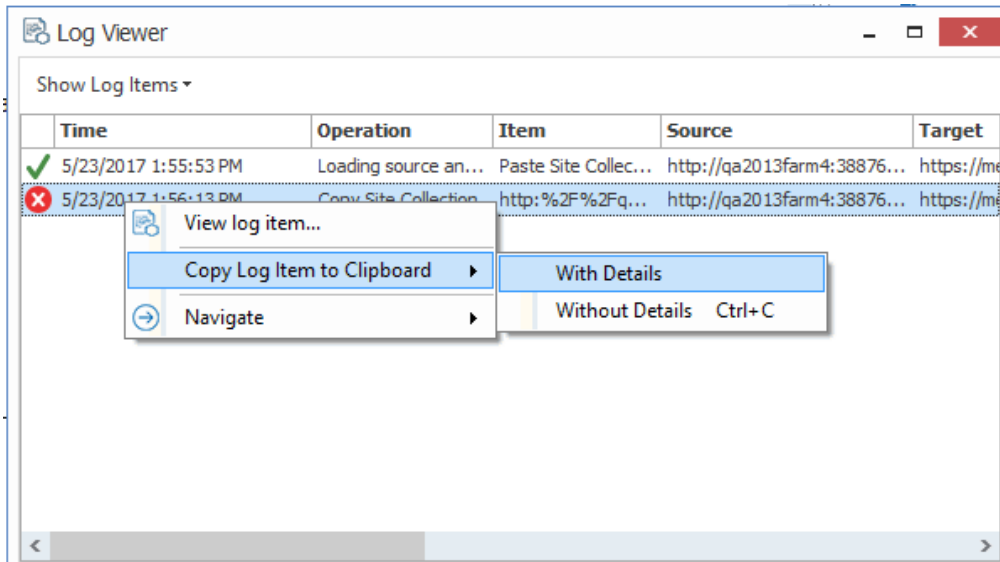 Log Viewer
Show Log Items
Time Operation Item Source Target
5/23/2017 1:55:53 PM Loading source an... Paste Site Collec... http://qa2013farm4:38876... https://me
5/23/2017 1:56:13 PM Copy Site Collection http:%2F%2Fq... http://qa2013farm4:38876... https://me
View log item...
Copy Log Item to Clipboard With Details
Without Details Ctrl+C
Navigate